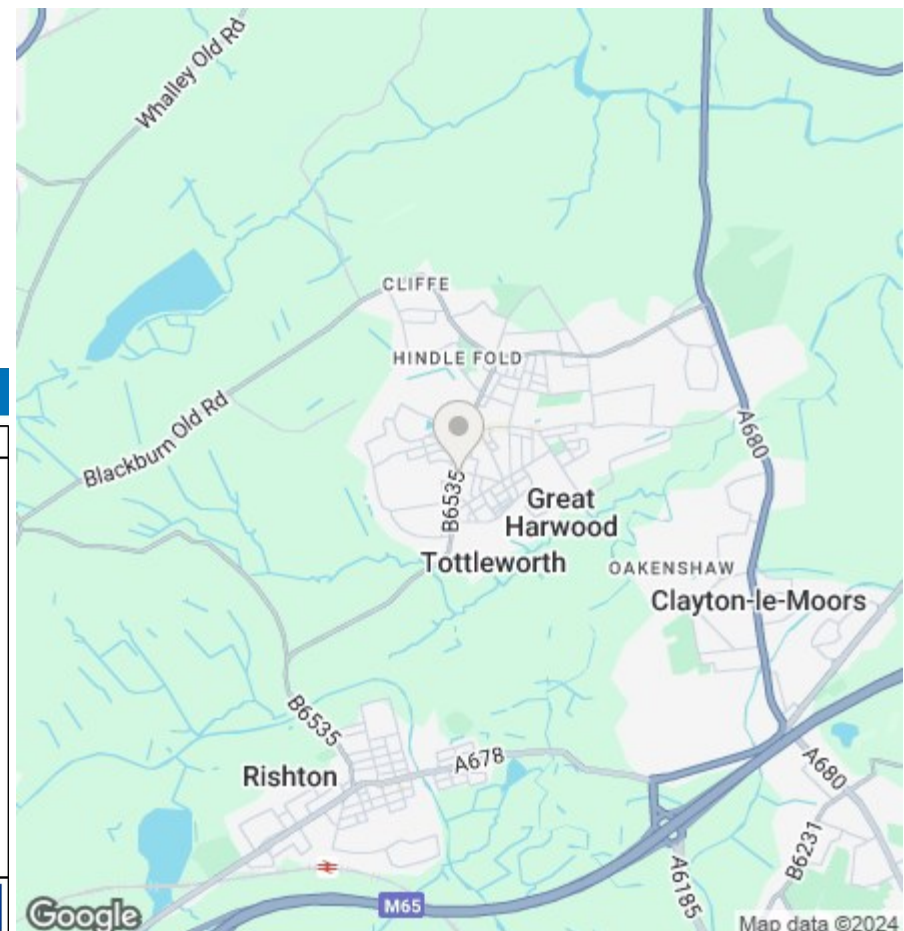 Whalley Old Rd
CLIFFE
HINDLE FOLD
Blackburn Old Rd
A680
B6535
Great
Harwood
Tottleworth
OAKENSHAW
Clayton-le-Moors
B6535
A678
Rishton
A680
B6231
A6185
M65
Google
Map data ©2024